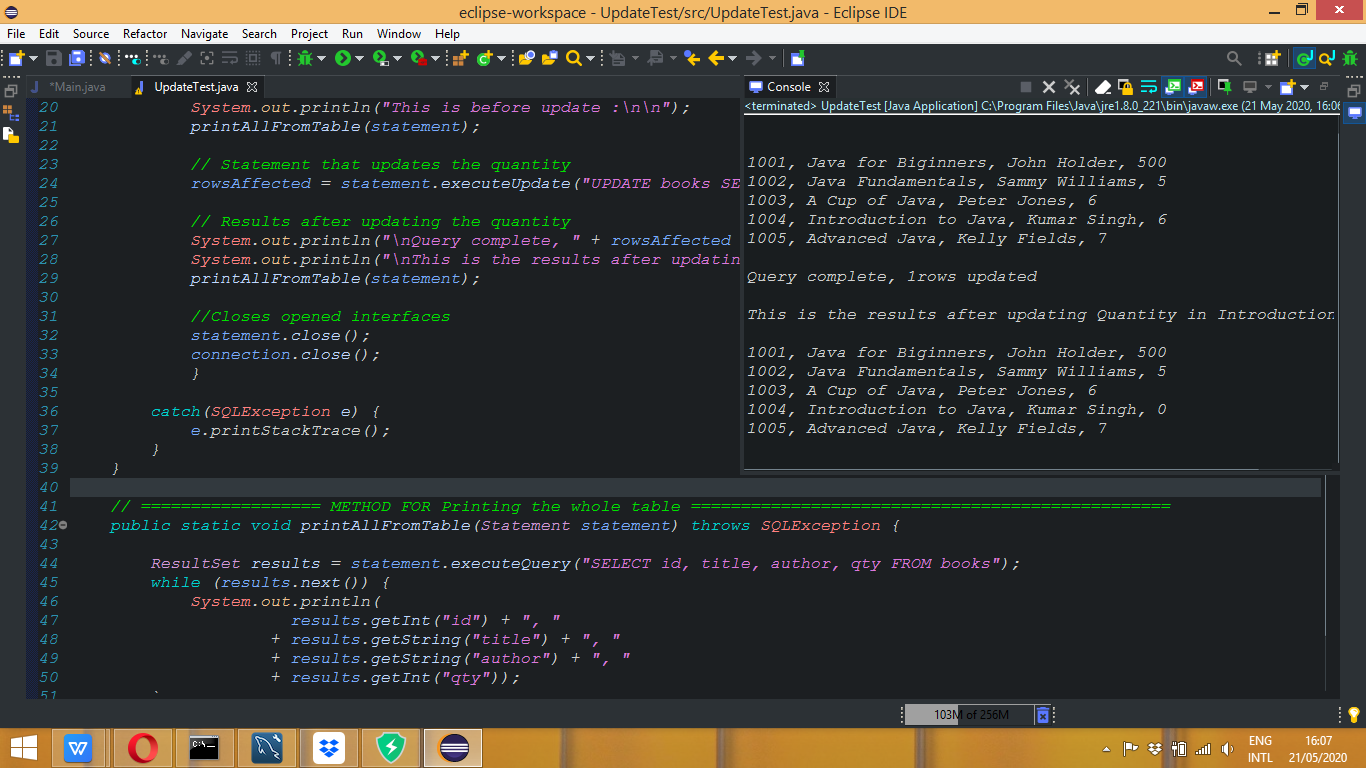 eclipse-workspace - UpdateTest/src/UpdateTest.java - Eclipse IDE
File Edit Source Refactor Navigate Search Project Run Window Help
*Main.java UpdateTest.java
20 System.out.println("This is before update :\n\n");
21 printAllFromTable(statement);
22
23 // Statement that updates the quantity
24 rowsAffected = statement.executeUpdate("UPDATE books SE
25
26 // Results after updating the quantity
27 System.out.println("\nQuery complete, " + rowsAffected
28 System.out.println("\nThis is the results after updatin
29 printAllFromTable(statement);
30
31 //Closes opened interfaces
32 statement.close();
33 connection.close();
34 }
35
36 catch(SQLException e) {
37 e.printStackTrace();
38 }
39 }
40
41 // ================== METHOD FOR Printing the whole table ================================================
42 public static void printAllFromTable(Statement statement) throws SQLException {
43
44 ResultSet results = statement.executeQuery("SELECT id, title, author, qty FROM books");
45 while (results.next()) {
46 System.out.println(
47 results.getInt("id") + ", "
48 + results.getString("title") + ", "
49 + results.getString("author") + ", "
50 + results.getInt("qty"));
51
Console
<terminated> UpdateTest [Java Application] C:\Program Files\Java\jre1.8.0_221\bin\javaw.exe (21 May 2020, 16:06
1001, Java for Biginners, John Holder, 500
1002, Java Fundamentals, Sammy Williams, 5
1003, A Cup of Java, Peter Jones, 6
1004, Introduction to Java, Kumar Singh, 6
1005, Advanced Java, Kelly Fields, 7
Query complete, 1rows updated
This is the results after updating Quantity in Introduction
1001, Java for Biginners, John Holder, 500
1002, Java Fundamentals, Sammy Williams, 5
1003, A Cup of Java, Peter Jones, 6
1004, Introduction to Java, Kumar Singh, 0
1005, Advanced Java, Kelly Fields, 7
103M of 256M
C:\
ENG
INTL
16:07
21/05/2020